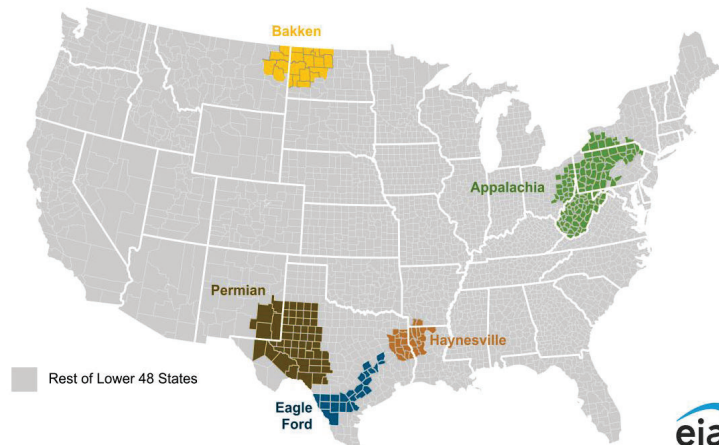 Bakken
Appalachia
Permian
Haynesville
Rest of Lower 48 States
Eagle
Ford
eia